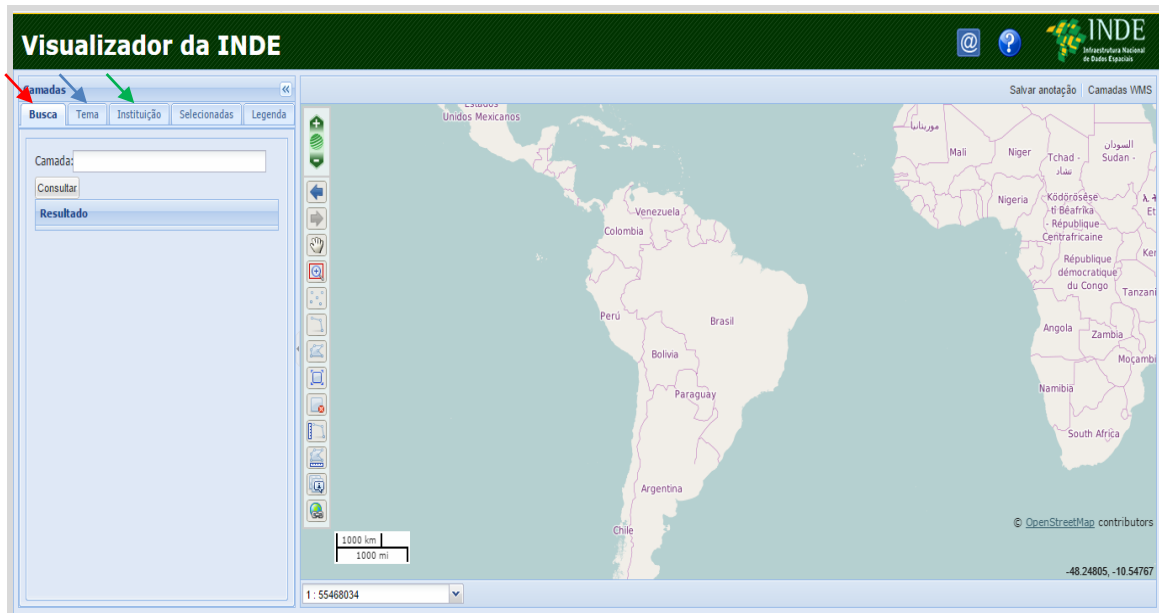 Visualizador da INDE
@
?
INDE
Infraestrutura Nacional
de Dados Espaciais
Camadas
Busca
Tema
Instituição
Selecionadas
Legenda
Camada:
Consultar
Resultado
Salvar anotação
Camadas WMS
Estados
Unidos Mexicanos
Venezuela
Colombia
Perú
Brasil
Bolivia
Paraguay
Argentina
Chile
موريتانيا
Mali
Niger
Tchad -
تشاد
السودان
Sudan -
Nigeria
Ködörösêse
tî Bêafrîka
- République
Centrafricaine
Et
République
démocratique
du Congo
Ker
Tanzani
Angola
Zambia
Moçambi
Namibia
South Africa
© OpenStreetMap contributors
1000 km
1000 mi
-48.24805, -10.54767
1 : 55468034